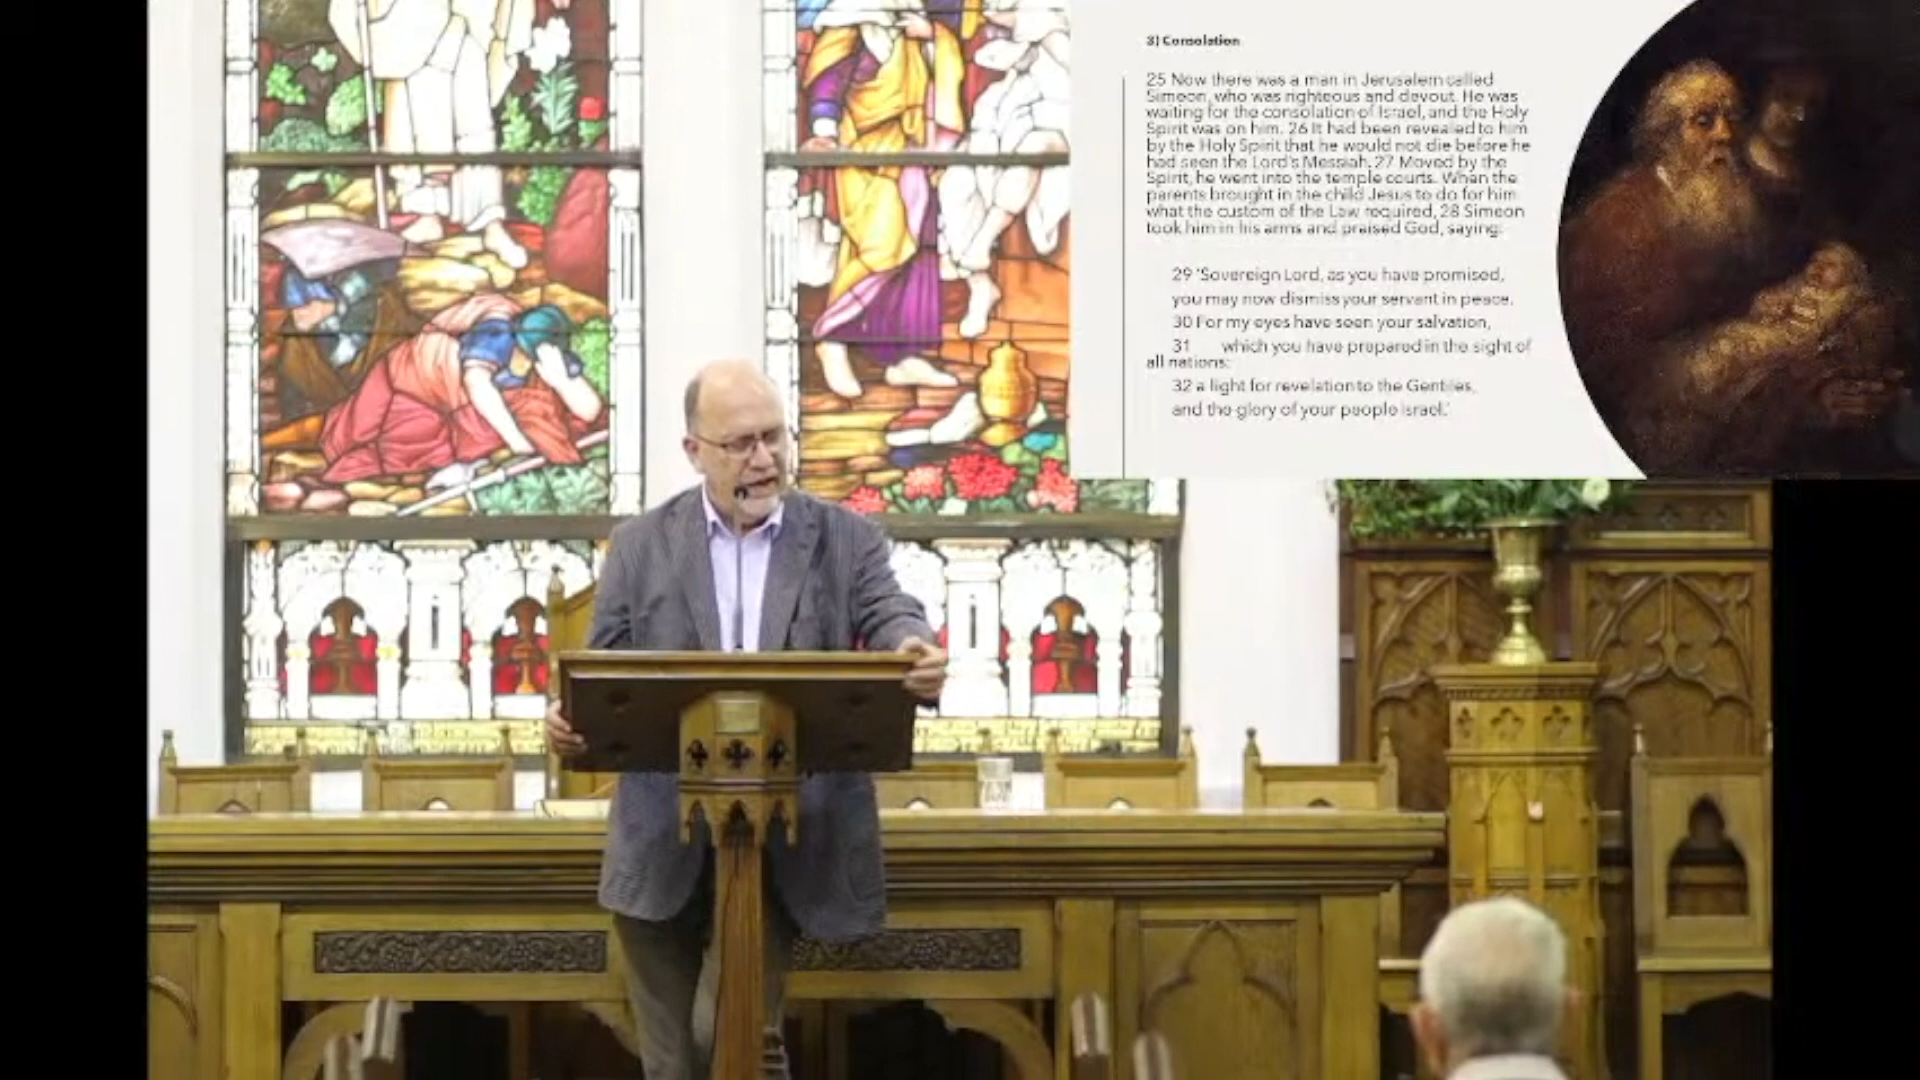 3) Consolation
25 Now there was a man in Jerusalem called
Simeon, who was righteous and devout. He was
waiting for the consolation of Israel, and the Holy
Spirit was on him. 26 It had been revealed to him
by the Holy Spirit that he would not die before he
had seen the Lord's Messiah. 27 Moved by the
Spirit, he went into the temple courts. When the
parents brought in the child Jesus to do for him
what the custom of the Law required, 28 Simeon
took him in his arms and praised God, saying:
29 'Sovereign Lord, as you have promised,
you may now dismiss your servant in peace.
30 For my eyes have seen your salvation,
31 which you have prepared in the sight of
all nations:
32 a light for revelation to the Gentiles,
and the glory of your people Israel.'